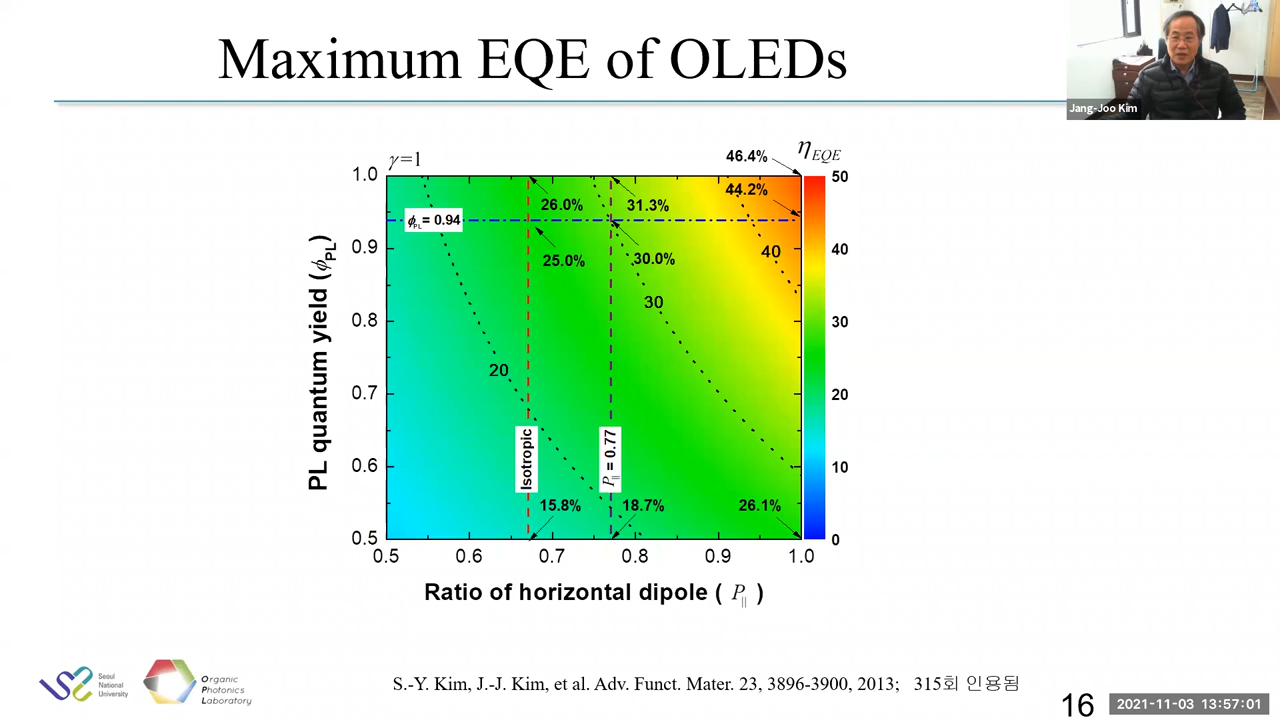 Maximum EQE of OLEDs
Jang-Joo Kim
γ=1
η EQE
46.4%
44.2%
26.0%
31.3%
ϕPL = 0.94
25.0%
30.0%
40
30
20
Isotropic
P|| = 0.77
15.8%
18.7%
26.1%
1.0
0.9
0.8
0.7
0.6
0.5
0.5
0.6
0.7
0.8
0.9
1.0
50
40
30
20
10
0
PL quantum yield (ϕPL)
Ratio of horizontal dipole ( P|| )
Seoul
National
University
Organic
Photonics
Laboratory
S.-Y. Kim, J.-J. Kim, et al. Adv. Funct. Mater. 23, 3896-3900, 2013; 315회 인용됨
16
2021-11-03 13:57:01